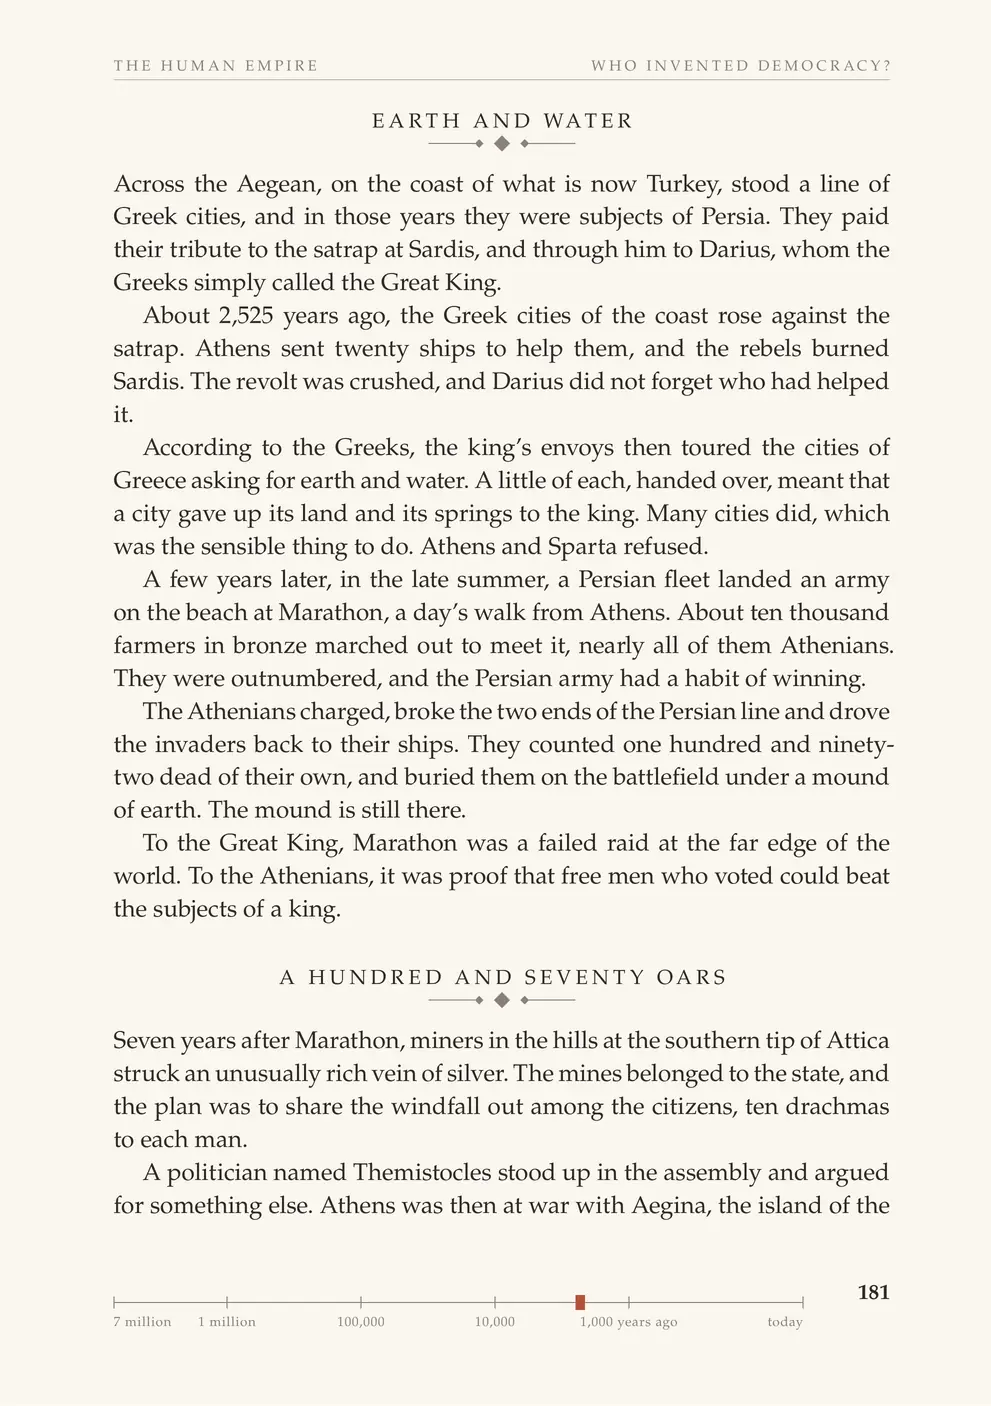 THE HUMAN EMPIRE
WHO INVENTED DEMOCRACY?
EARTH AND WATER
Across the Aegean, on the coast of what is now Turkey, stood a line of
Greek cities, and in those years they were subjects of Persia. They paid
their tribute to the satrap at Sardis, and through him to Darius, whom the
Greeks simply called the Great King.
About 2,525 years ago, the Greek cities of the coast rose against the
satrap. Athens sent twenty ships to help them, and the rebels burned
Sardis. The revolt was crushed, and Darius did not forget who had helped
it.
According to the Greeks, the king’s envoys then toured the cities of
Greece asking for earth and water. A little of each, handed over, meant that
a city gave up its land and its springs to the king. Many cities did, which
was the sensible thing to do. Athens and Sparta refused.
A few years later, in the late summer, a Persian fleet landed an army
on the beach at Marathon, a day’s walk from Athens. About ten thousand
farmers in bronze marched out to meet it, nearly all of them Athenians.
They were outnumbered, and the Persian army had a habit of winning.
The Athenians charged, broke the two ends of the Persian line and drove
the invaders back to their ships. They counted one hundred and ninety-
two dead of their own, and buried them on the battlefield under a mound
of earth. The mound is still there.
To the Great King, Marathon was a failed raid at the far edge of the
world. To the Athenians, it was proof that free men who voted could beat
the subjects of a king.
A HUNDRED AND SEVENTY OARS
Seven years after Marathon, miners in the hills at the southern tip of Attica
struck an unusually rich vein of silver. The mines belonged to the state, and
the plan was to share the windfall out among the citizens, ten drachmas
to each man.
A politician named Themistocles stood up in the assembly and argued
for something else. Athens was then at war with Aegina, the island of the
181
7 million 1 million 100,000 10,000 1,000 years ago today